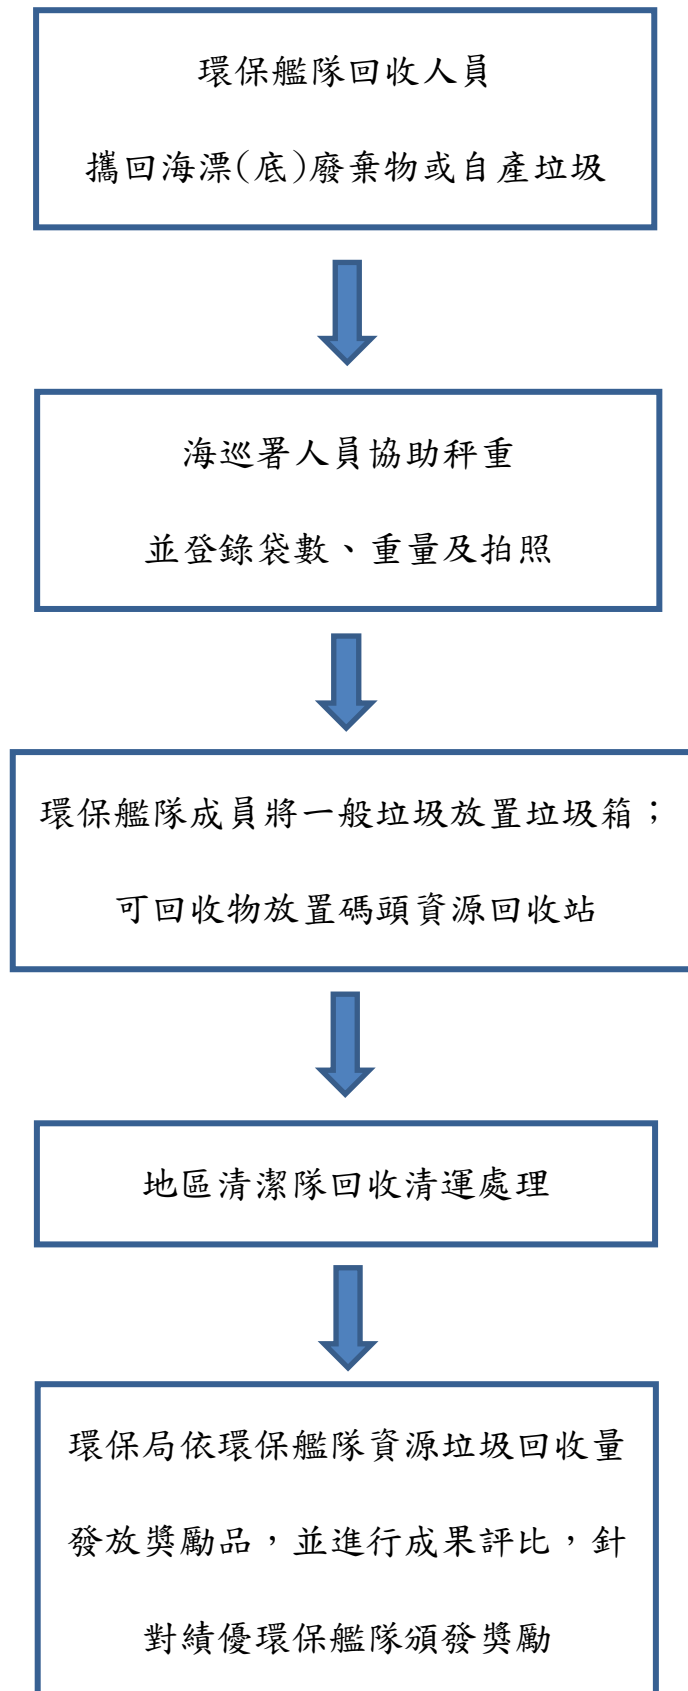 環保艦隊回收人員
攜回海漂(底)廢棄物或自產垃圾
海巡署人員協助秤重
並登錄袋數、重量及拍照
環保艦隊成員將一般垃圾放置垃圾箱；
可回收物放置碼頭資源回收站
地區清潔隊回收清運處理
環保局依環保艦隊資源垃圾回收量
發放獎勵品，並進行成果評比，針
對績優環保艦隊頒發獎勵